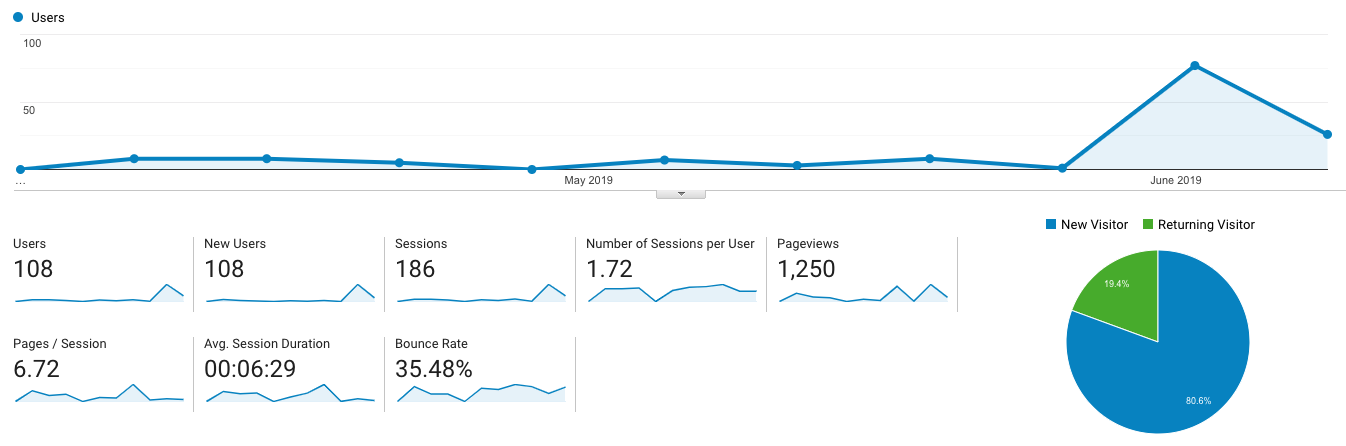 Users
100
50
...
May 2019
June 2019
New Visitor
Returning Visitor
Users
New Users
Sessions
Number of Sessions per User
Pageviews
108
108
186
1.72
1,250
Pages / Session
Avg. Session Duration
Bounce Rate
6.72
00:06:29
35.48%
19.4%
80.6%